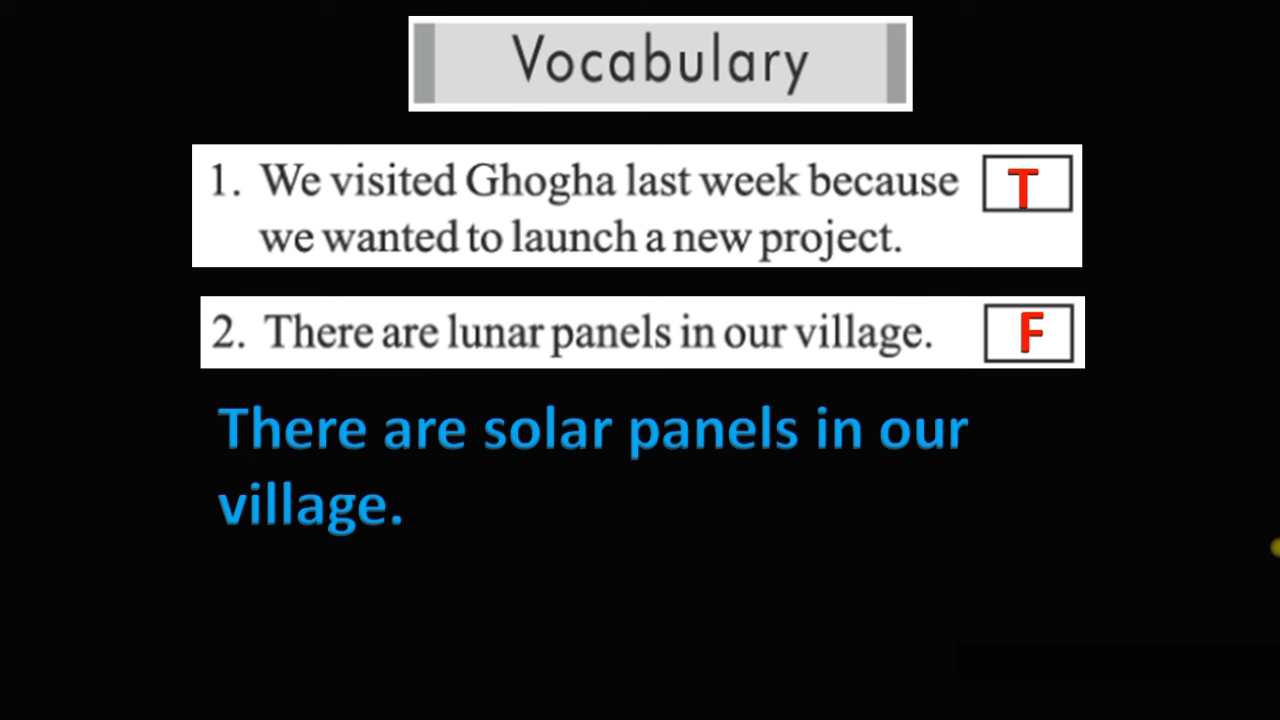 Vocabulary
1. We visited Ghogha last week because T
we wanted to launch a new project.
2. There are lunar panels in our village. F
There are solar panels in our
village.